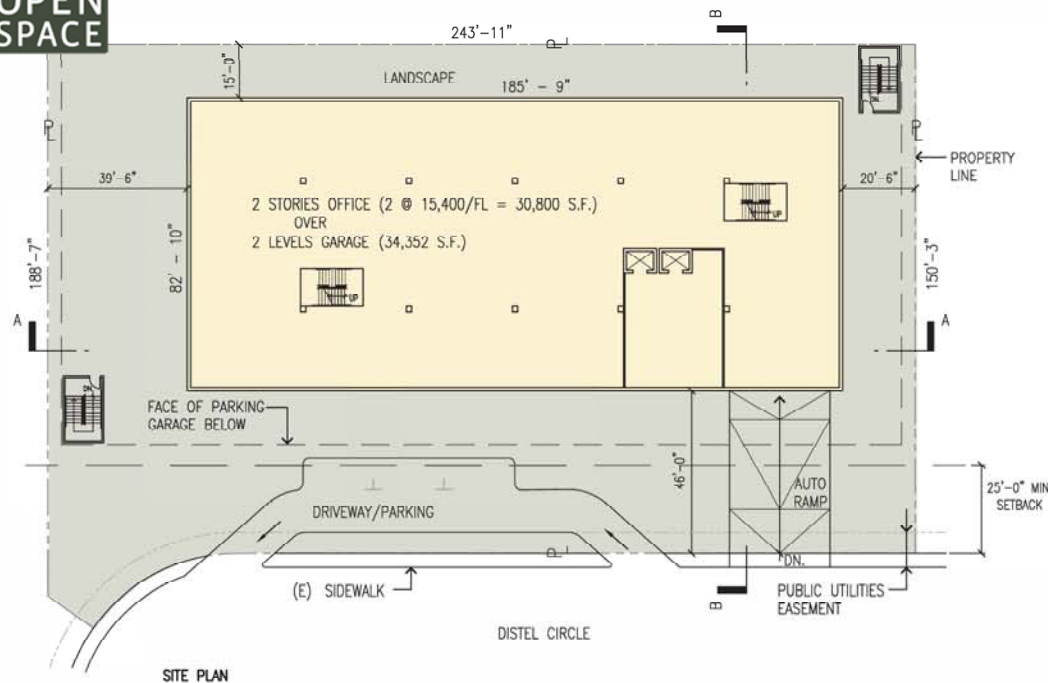 OPEN
SPACE
243'-11"
PL
B
15'-0"
LANDSCAPE
185' - 9"
DN.
PL
PL
PROPERTY
LINE
39'-6"
20'-6"
2 STORIES OFFICE (2 @ 15,400/FL = 30,800 S.F.)
OVER
2 LEVELS GARAGE (34,352 S.F.)
UP
UP
188'-7"
82' - 10"
150'-3"
A
A
DN.
FACE OF PARKING
GARAGE BELOW
46'-0"
AUTO
RAMP
25'-0" MIN
SETBACK
DRIVEWAY/PARKING
PL
DN.
(E) SIDEWALK
B
PUBLIC UTILITIES
EASEMENT
DISTEL CIRCLE
SITE PLAN